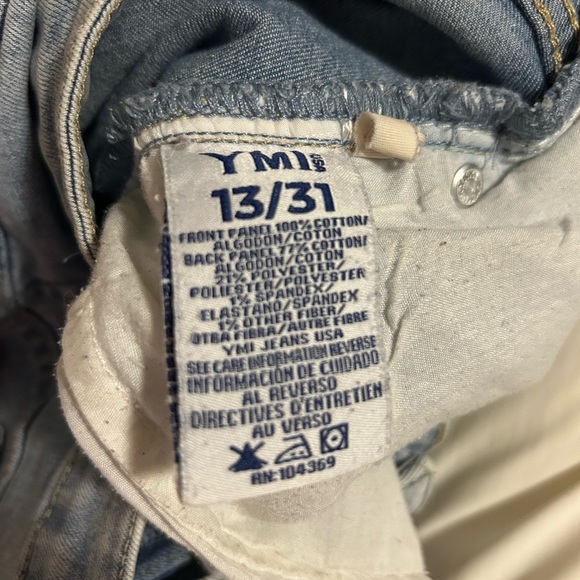 YMI USA
13/31
FRONT PANEL 100% COTTON/
ALGODON/COTON
BACK PANEL 77% COTTON/
ALGODON/COTON
21% POLYESTER/
POLIESTER/POLYESTER
1% SPANDEX/
ELASTANO/SPANDEX
1% OTHER FIBER/
OTRA FIBRA/AUTRE FIBRE
YMI JEANS USA
SEE CARE INFORMATION REVERSE
INFORMACIÓN DE CUIDADO
AL REVERSO
DIRECTIVES D'ENTRETIEN
AU VERSO
RN:104369